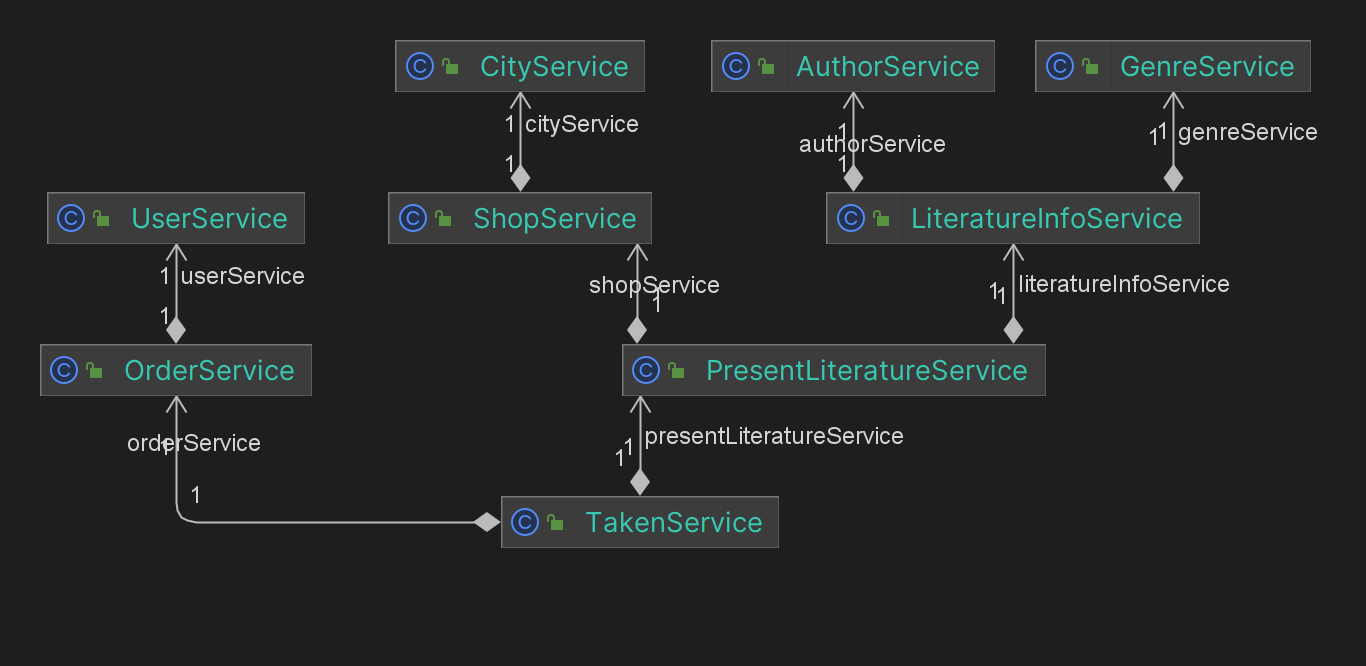 CityService
AuthorService
GenreService
1 cityService
1
authorService
1
1
1 1 genreService
UserService
ShopService
LiteratureInfoService
1 userService
1
shopService
1
literatureInfoService
1 1
OrderService
PresentLiteratureService
orderService
1
1
presentLiteratureService
1 1
TakenService